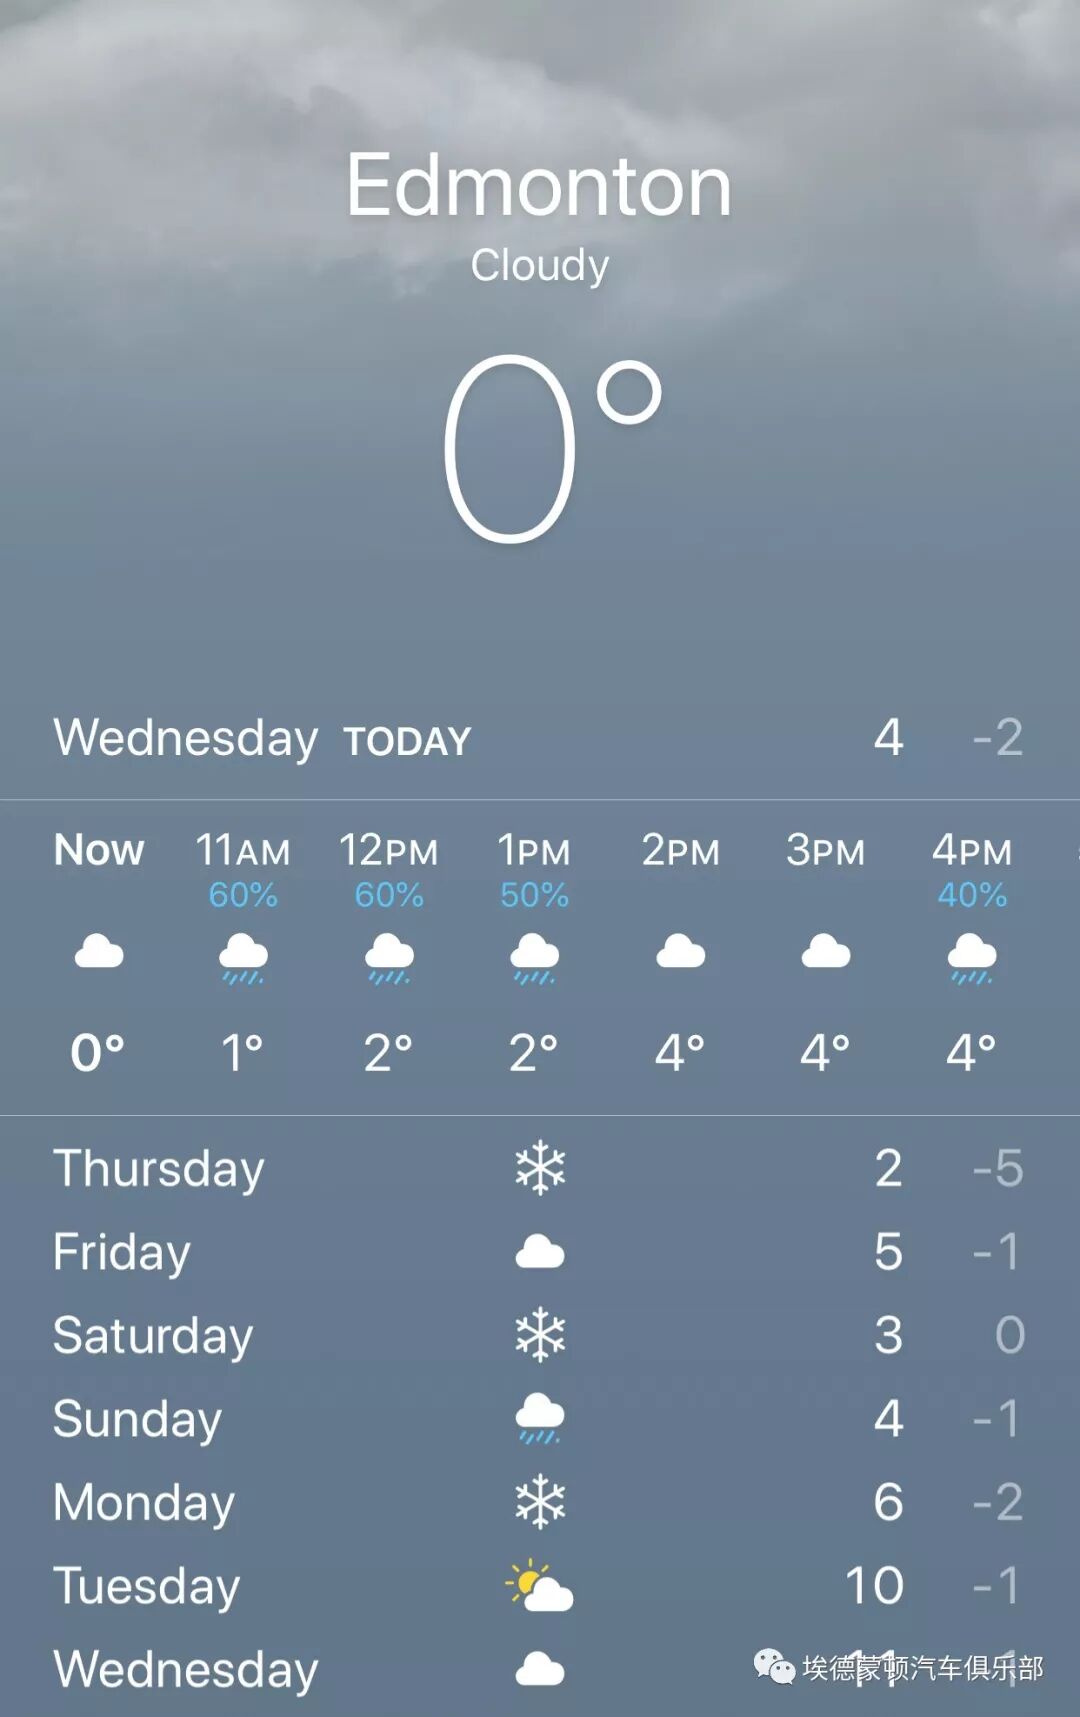 Edmonton
Cloudy
0°
Wednesday TODAY 4 -2
Now 11AM 12PM 1PM 2PM 3PM 4PM
60% 60% 50% 40%
0° 1° 2° 2° 4° 4° 4°
Thursday 2 -5
Friday 5 -1
Saturday 3 0
Sunday 4 -1
Monday 6 -2
Tuesday 10 -1
Wednesday 11 -1
埃德蒙顿汽车俱乐部